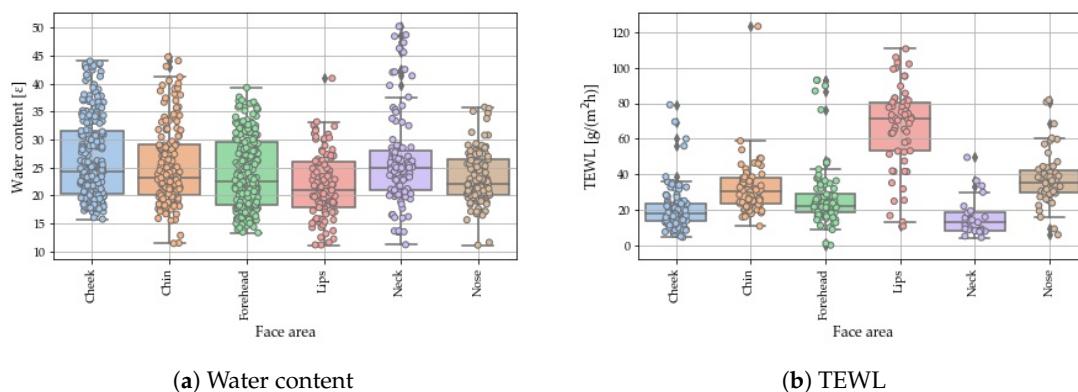 50
45
40
35
30
25
20
15
10
Water content [ε]
Cheek
Chin
Forehead
Lips
Neck
Nose
Face area
(a) Water content
120
100
80
60
40
20
0
TEWL [g/(m²h)]
Cheek
Chin
Forehead
Lips
Neck
Nose
Face area
(b) TEWL